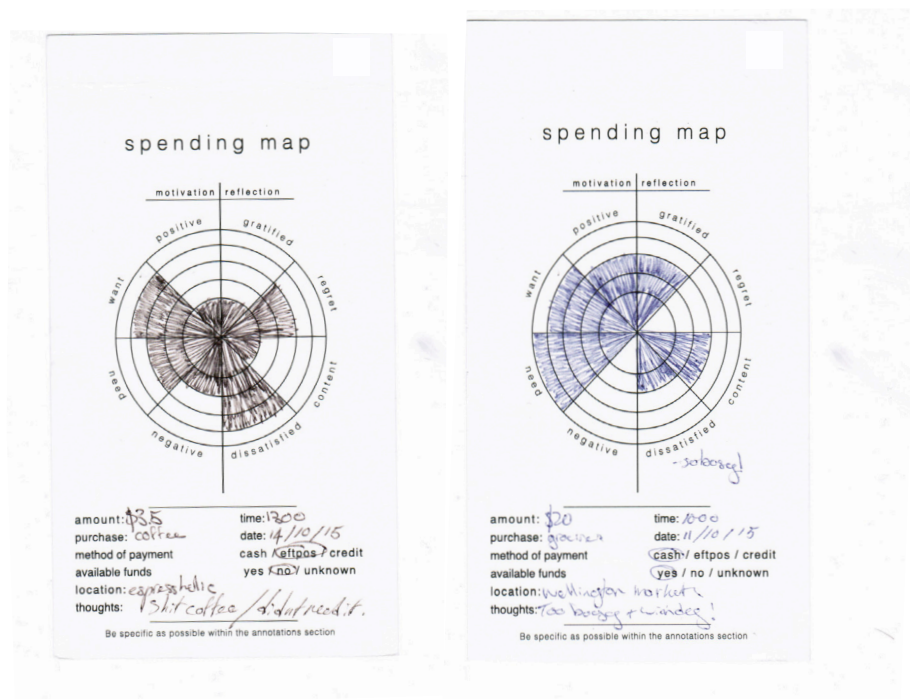 spending map
motivation reflection
positive gratified
want regret
need content
negative dissatisfied
amount: $3.5 time: 1300
purchase: coffee date: 14/10/15
method of payment cash / eftpos / credit
available funds yes / no / unknown
location: espressoholic
thoughts: Shit coffee / didnt need it.
Be specific as possible within the annotations section
spending map
motivation reflection
positive gratified
want regret
need content
negative dissatisfied
amount: $20 time: 1000
purchase: groceries date: 11/10/15
method of payment cash / eftpos / credit
available funds yes / no / unknown
location: Wellington markets
thoughts: Too + windey!
Be specific as possible within the annotations section